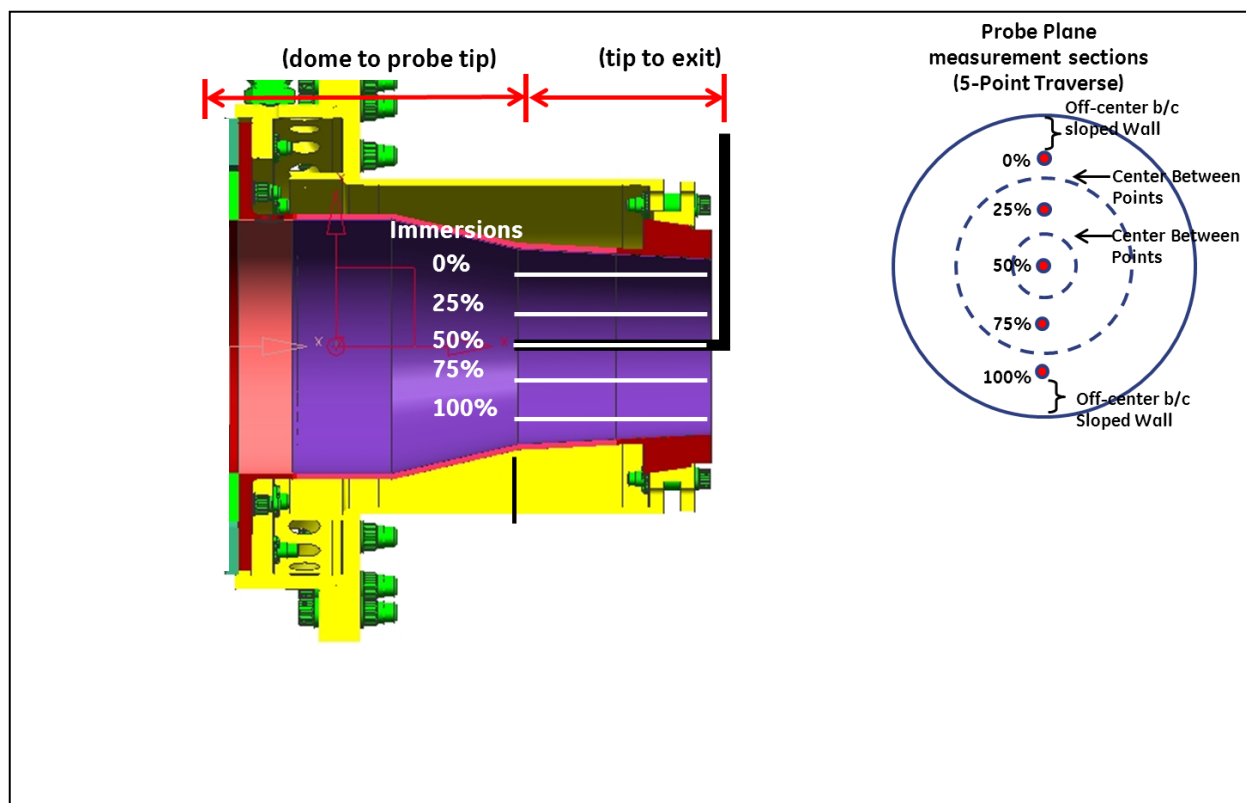 (dome to probe tip)
(tip to exit)
Immersions
0%
25%
50%
75%
100%
X
X
Probe Plane
measurement sections
(5-Point Traverse)
Off-center b/c
sloped Wall
0%
Center Between
Points
25%
Center Between
Points
50%
75%
100%
Off-center b/c
Sloped Wall